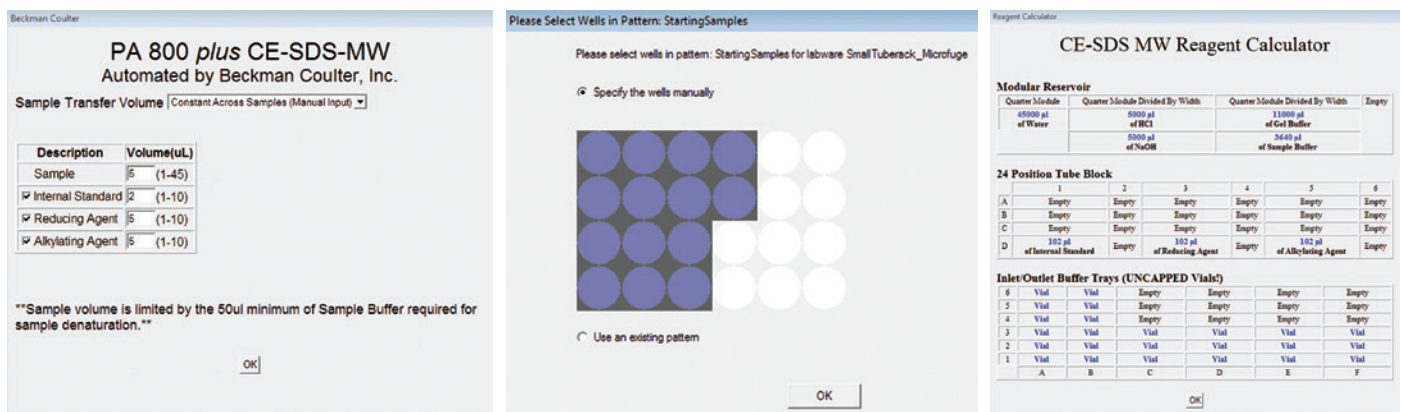 Beckman Coulter
PA 800 plus CE-SDS-MW
Automated by Beckman Coulter, Inc.
Sample Transfer Volume Constant Across Samples (Manual Input)
Description Volume(uL)
Sample 5 (1-45)
Internal Standard 2 (1-10)
Reducing Agent 5 (1-10)
Alkylating Agent 5 (1-10)
**Sample volume is limited by the 50ul minimum of Sample Buffer required for
sample denaturation.**
OK
Please Select Wells in Pattern: StartingSamples
Please select wells in pattern: StartingSamples for labware SmallTuberack_Microfuge
Specify the wells manually
Use an existing pattern
OK
Reagent Calculator
CE-SDS MW Reagent Calculator
Modular Reservoir
Quarter Module Quarter Module Divided By Width Quarter Module Divided By Width Empty
45000 µl 5000 µl 11000 µl
of Water of HCl of Gel Buffer
5000 µl 3640 µl
of NaOH of Sample Buffer
24 Position Tube Block
1 2 3 4 5 6
A Empty Empty Empty Empty Empty Empty
B Empty Empty Empty Empty Empty Empty
C Empty Empty Empty Empty Empty Empty
D 102 µl Empty 102 µl Empty 102 µl Empty
of Internal Standard of Reducing Agent of Alkylating Agent
Inlet/Outlet Buffer Trays (UNCAPPED Vials!)
6 Vial Vial Empty Empty Empty Empty
5 Vial Vial Empty Empty Empty Empty
4 Vial Vial Empty Empty Empty Empty
3 Vial Vial Vial Vial Vial Vial
2 Vial Vial Vial Vial Vial Vial
1 Vial Vial Vial Vial Vial Vial
A B C D E F
OK